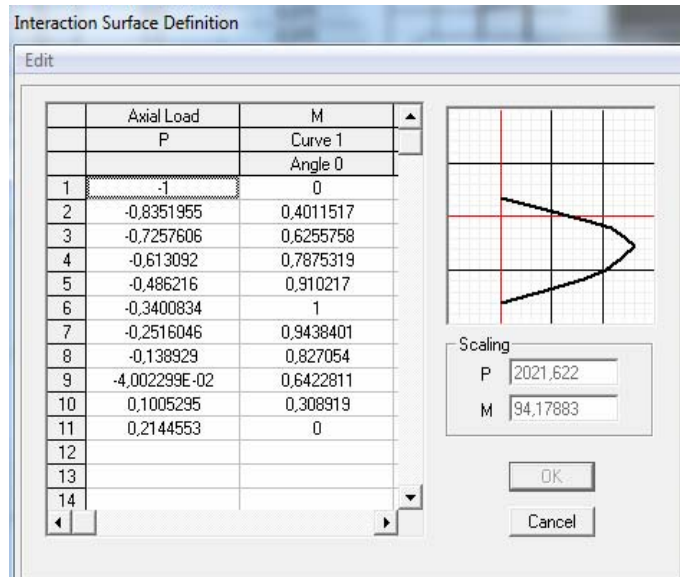 Interaction Surface Definition
Edit
Axial Load M
P Curve 1
Angle 0
1 -1 0
2 -0,8351955 0,4011517
3 -0,7257606 0,6255758
4 -0,613092 0,7875319
5 -0,486216 0,910217
6 -0,3400834 1
7 -0,2516046 0,9438401
8 -0,138929 0,827054
9 -4,002299E-02 0,6422811
10 0,1005295 0,308919
11 0,2144553 0
12
13
14
Scaling
P 2021,622
M 94,17883
OK
Cancel